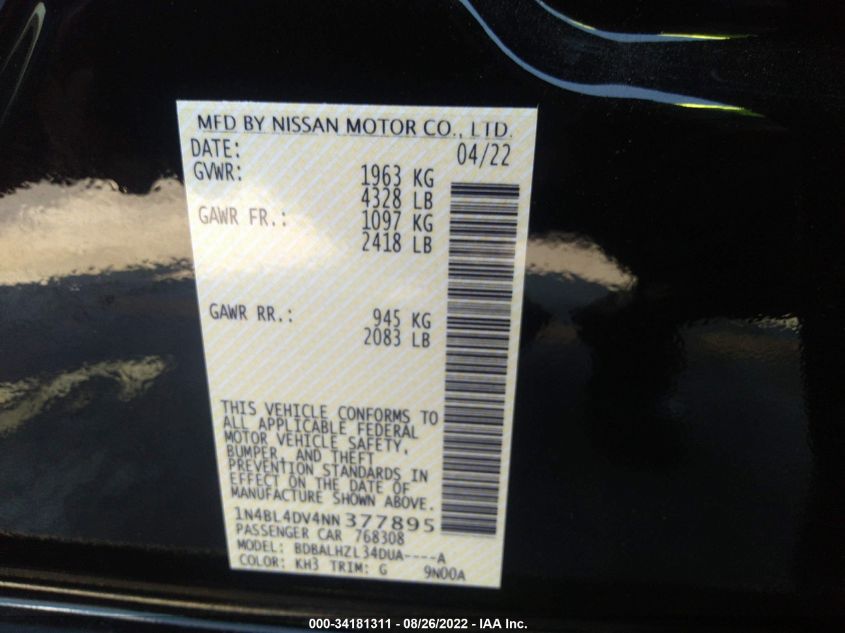 MFD BY NISSAN MOTOR CO., LTD.
DATE: 04/22
GVWR: 1963 KG
4328 LB
GAWR FR.: 1097 KG
2418 LB
GAWR RR.: 945 KG
2083 LB
THIS VEHICLE CONFORMS TO
ALL APPLICABLE FEDERAL
MOTOR VEHICLE SAFETY,
BUMPER, AND THEFT
PREVENTION STANDARDS IN
EFFECT ON THE DATE OF
MANUFACTURE SHOWN ABOVE.
1N4BL4DV4NN377895
PASSENGER CAR 768308
MODEL: BDBALHZL34DUA----A
COLOR: KH3 TRIM: G 9N00A
000-34181311 - 08/26/2022 - IAA Inc.